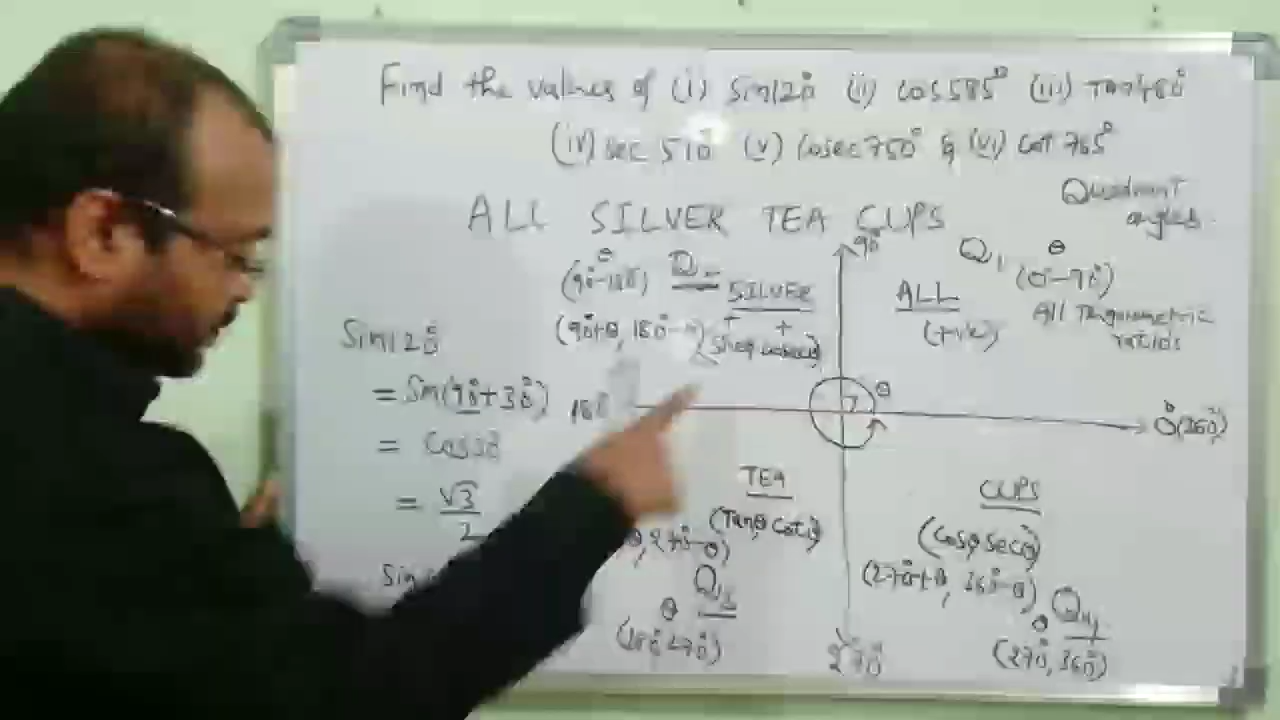 Find the values of (i) Sin120° (ii) cos585° (iii) Tan480°
(iv) sec 510° (v) Cosec750° & (vi) cot 765°
Quadrant
angles
ALL SILVER TEA CUPS
90°
Q₁ θ
(0°-90°)
All Trigonometric
ratios
ALL
(+ve)
θ
(90°-180°)
SILVER
+ +
(90°+θ, 180°-θ)
Sin120°
= Sin(90°+30°)
= Cos30°
= √3/2
180°
θ
0°(360°)
TEA
(Tanθ, Cotθ)
θ, 270°-θ)
θ
(180°, 270°)
270°
CUPS
(Cosθ, Secθ)
(270°+θ, 360°-θ)
θ
(270°, 360°)